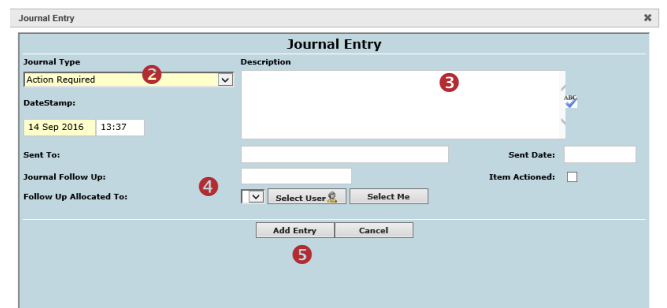 Journal Entry ×
Journal Entry
Journal Type Description
Action Required 2 3
ABC
DateStamp:
14 Sep 2016 13:37
Sent To: Sent Date:
Journal Follow Up: Item Actioned:
4
Follow Up Allocated To: Select User Select Me
Add Entry Cancel
5